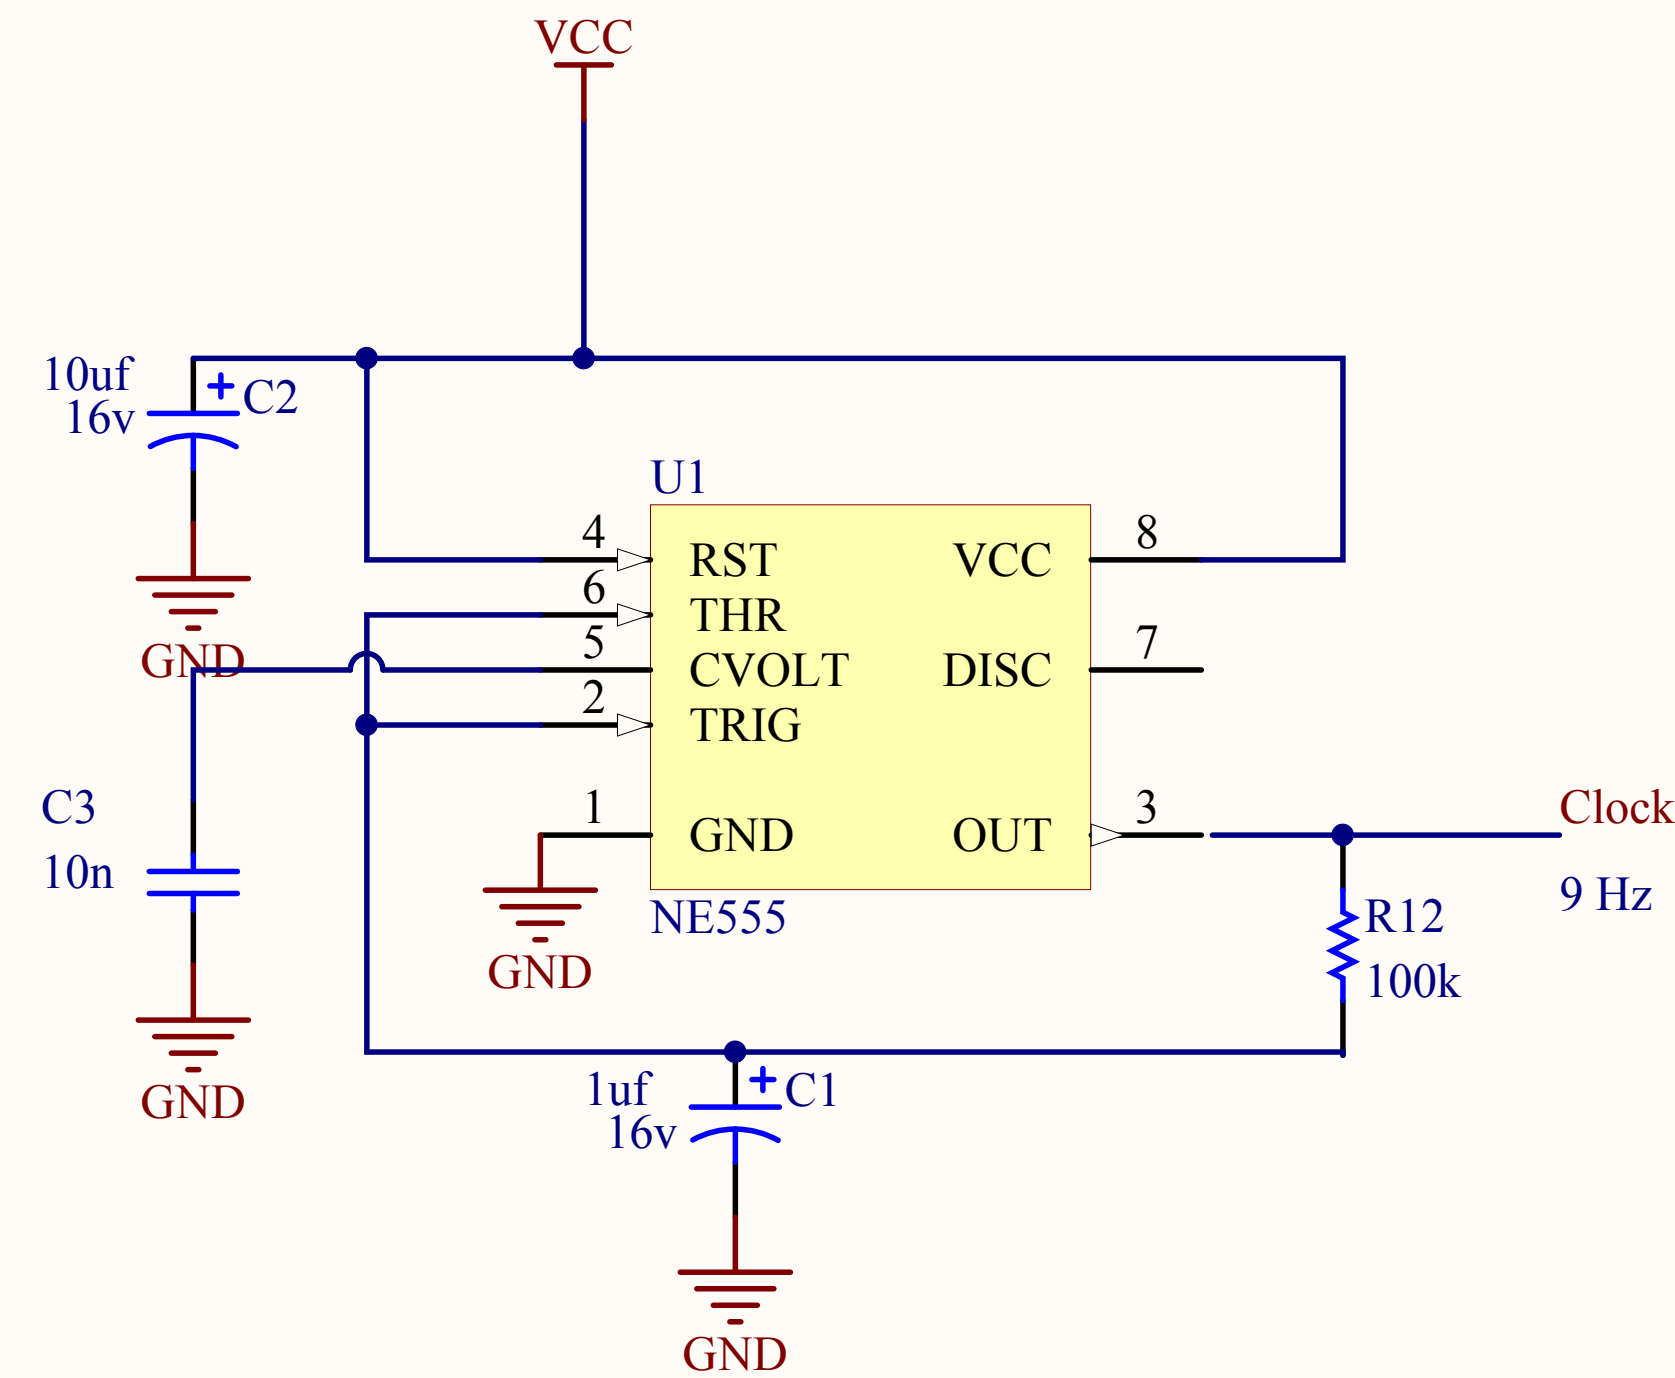 VCC
10uf
16v
C2
GND
U1
4
RST
VCC
8
6
THR
5
CVOLT
DISC
7
2
TRIG
1
GND
OUT
3
NE555
GND
Clock
9 Hz
R12
100k
C3
10n
GND
1uf
16v
C1
GND